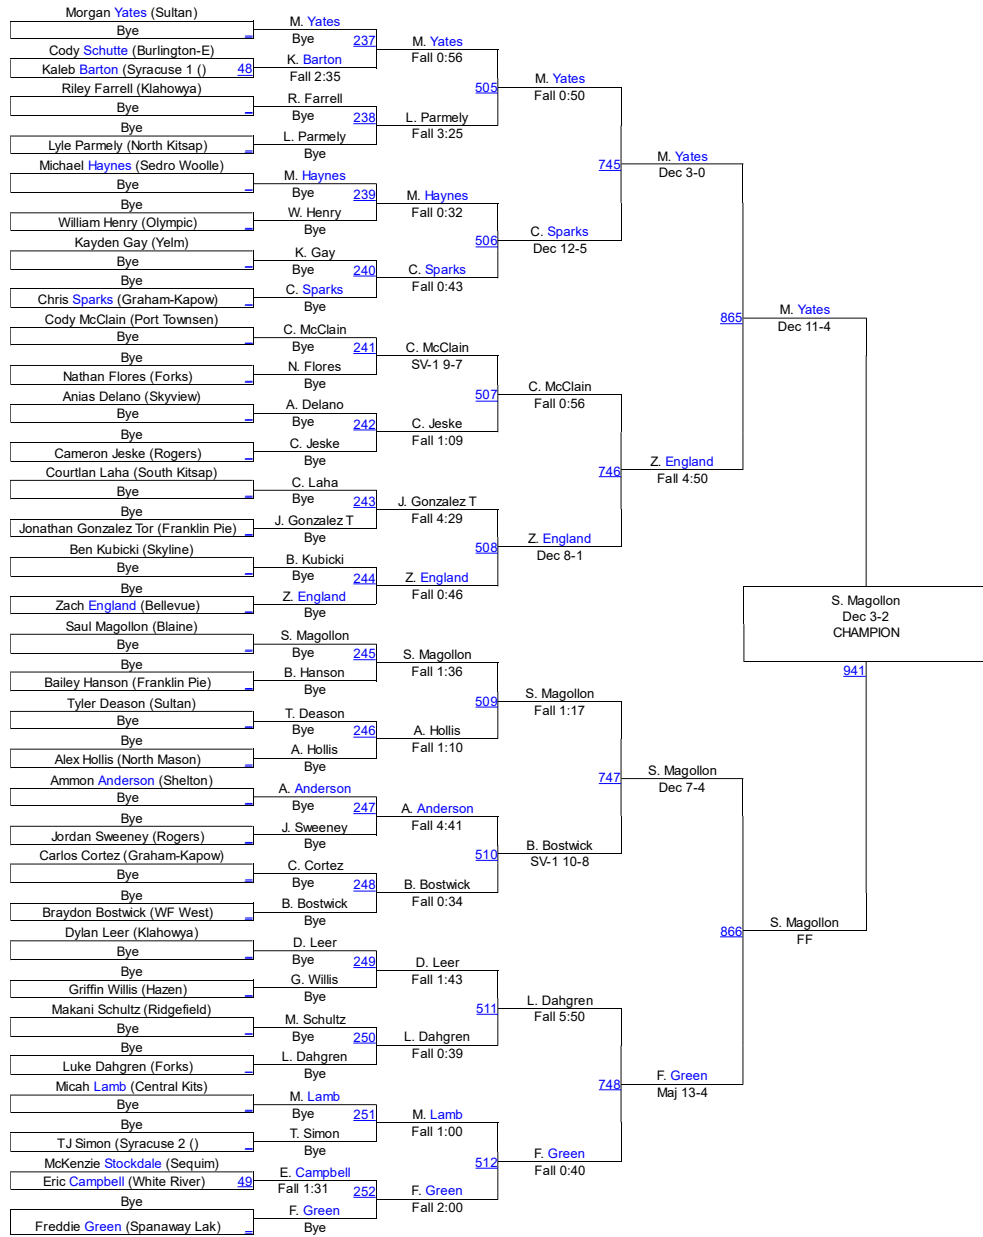 Morgan Yates (Sultan)
Bye
Cody Schutte (Burlington-E)
Kaleb Barton (Syracuse 1 () 48
Riley Farrell (Klahowya)
Bye
Bye
Lyle Parmely (North Kitsap)
Michael Haynes (Sedro Woolle)
Bye
Bye
William Henry (Olympic)
Kayden Gay (Yelm)
Bye
Bye
Chris Sparks (Graham-Kapow)
Cody McClain (Port Townsen)
Bye
Bye
Nathan Flores (Forks)
Anias Delano (Skyview)
Bye
Bye
Cameron Jeske (Rogers)
Courtlan Laha (South Kitsap)
Bye
Bye
Jonathan Gonzalez Tor (Franklin Pie)
Ben Kubicki (Skyline)
Bye
Bye
Zach England (Bellevue)
Saul Magollon (Blaine)
Bye
Bye
Bailey Hanson (Franklin Pie)
Tyler Deason (Sultan)
Bye
Bye
Alex Hollis (North Mason)
Ammon Anderson (Shelton)
Bye
Bye
Jordan Sweeney (Rogers)
Carlos Cortez (Graham-Kapow)
Bye
Bye
Braydon Bostwick (WF West)
Dylan Leer (Klahowya)
Bye
Bye
Griffin Willis (Hazen)
Makani Schultz (Ridgefield)
Bye
Bye
Luke Dahgren (Forks)
Micah Lamb (Central Kits)
Bye
Bye
TJ Simon (Syracuse 2 ()
McKenzie Stockdale (Sequim)
Eric Campbell (White River) 49
Bye
Freddie Green (Spanaway Lak)
M. Yates
Bye 237
K. Barton
Fall 2:35
R. Farrell
Bye 238
L. Parmely
Bye
M. Haynes
Bye 239
W. Henry
Bye
K. Gay
Bye 240
C. Sparks
Bye
C. McClain
Bye 241
N. Flores
Bye
A. Delano
Bye 242
C. Jeske
Bye
C. Laha
Bye 243
J. Gonzalez T
Bye
B. Kubicki
Bye 244
Z. England
Bye
S. Magollon
Bye 245
B. Hanson
Bye
T. Deason
Bye 246
A. Hollis
Bye
A. Anderson
Bye 247
J. Sweeney
Bye
C. Cortez
Bye 248
B. Bostwick
Bye
D. Leer
Bye 249
G. Willis
Bye
M. Schultz
Bye 250
L. Dahgren
Bye
M. Lamb
Bye 251
T. Simon
Bye
E. Campbell
Fall 1:31 252
F. Green
Bye
M. Yates
Fall 0:56
505
L. Parmely
Fall 3:25
M. Haynes
Fall 0:32
506
C. Sparks
Fall 0:43
C. McClain
SV-1 9-7
507
C. Jeske
Fall 1:09
J. Gonzalez T
Fall 4:29
508
Z. England
Fall 0:46
S. Magollon
Fall 1:36
509
A. Hollis
Fall 1:10
A. Anderson
Fall 4:41
510
B. Bostwick
Fall 0:34
D. Leer
Fall 1:43
511
L. Dahgren
Fall 0:39
M. Lamb
Fall 1:00
512
F. Green
Fall 2:00
M. Yates
Fall 0:50
745
C. Sparks
Dec 12-5
C. McClain
Fall 0:56
746
Z. England
Dec 8-1
S. Magollon
Fall 1:17
747
B. Bostwick
SV-1 10-8
L. Dahgren
Fall 5:50
748
F. Green
Fall 0:40
M. Yates
Dec 3-0
865
Z. England
Fall 4:50
S. Magollon
Dec 7-4
866
F. Green
Maj 13-4
M. Yates
Dec 11-4
S. Magollon
Dec 3-2
CHAMPION
941
S. Magollon
FF